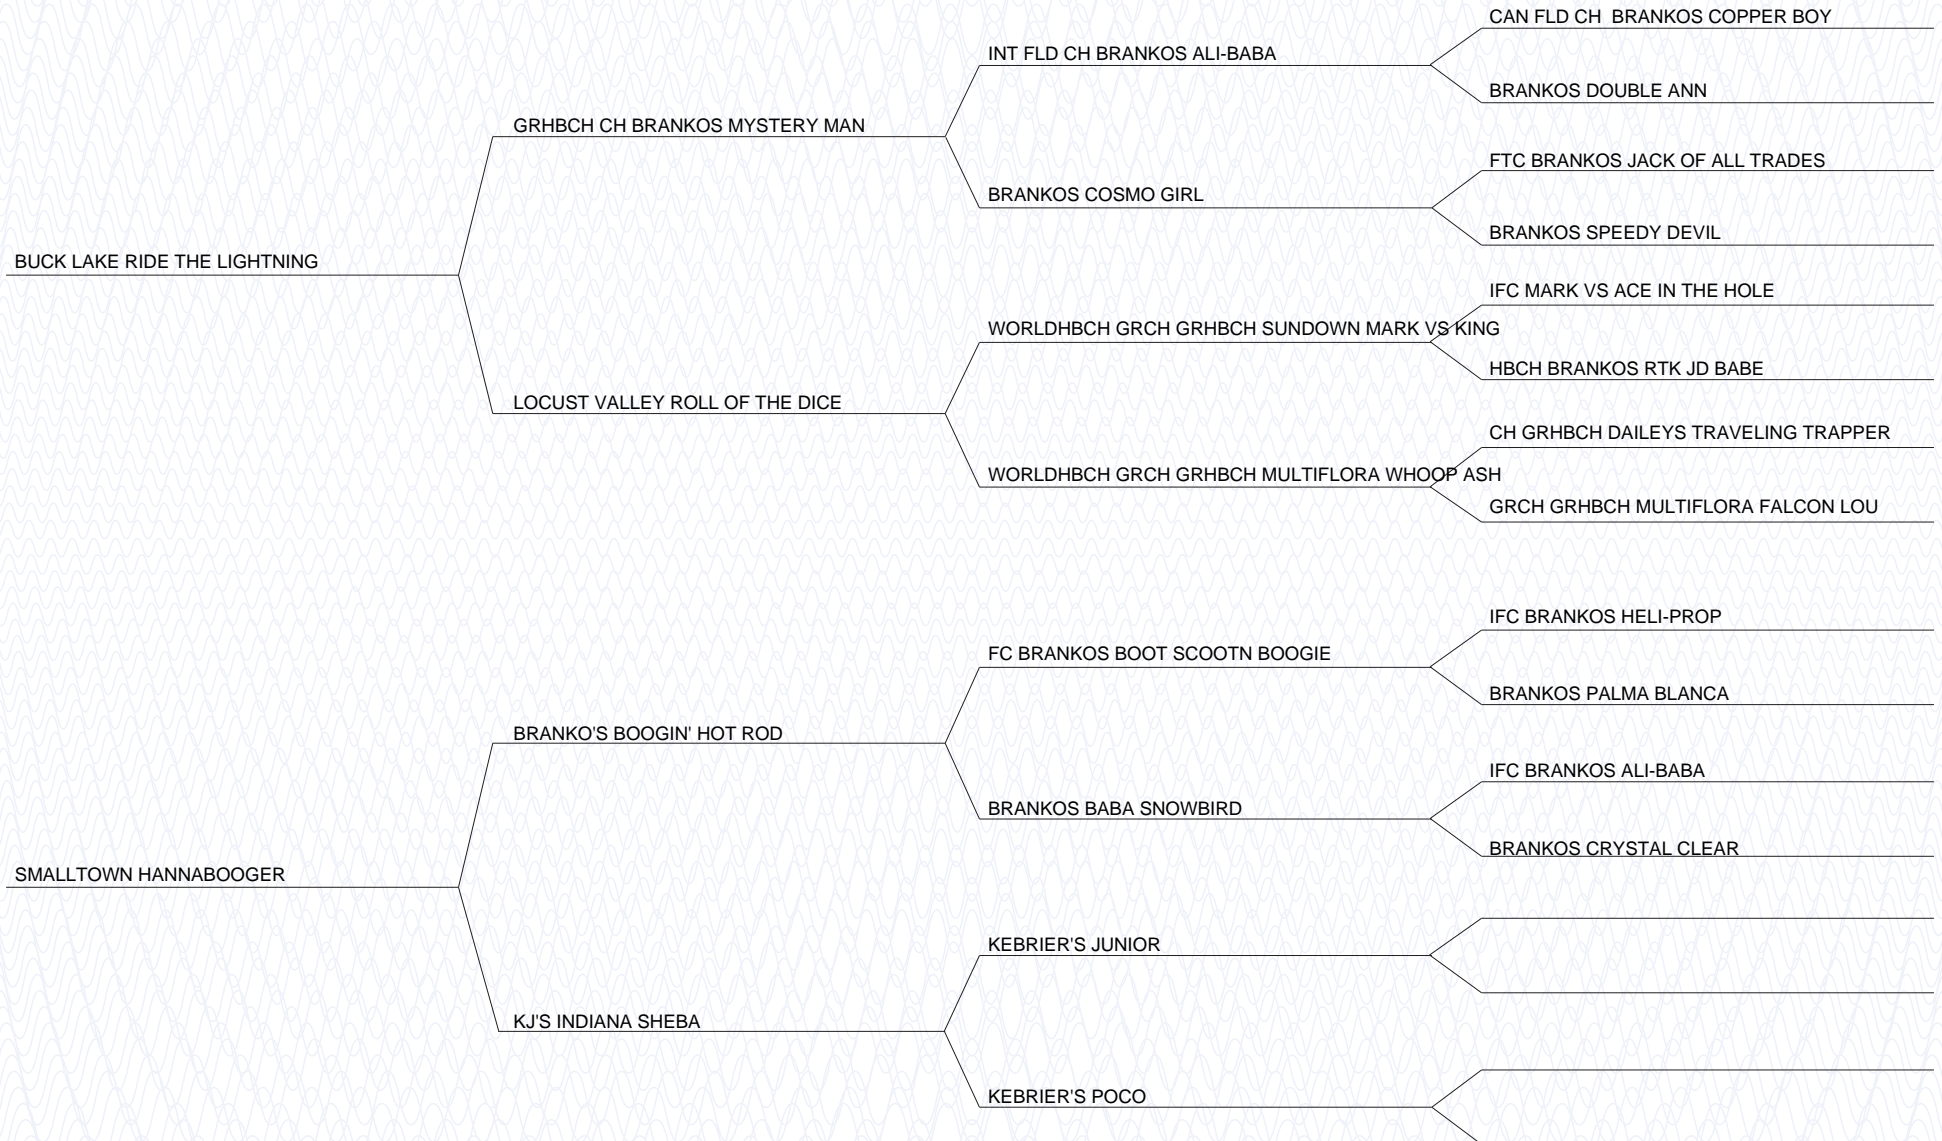 CAN FLD CH  BRANKOS COPPER BOY
INT FLD CH BRANKOS ALI-BABA
BRANKOS DOUBLE ANN
GRHBCH CH BRANKOS MYSTERY MAN
FTC BRANKOS JACK OF ALL TRADES
BRANKOS COSMO GIRL
BRANKOS SPEEDY DEVIL
BUCK LAKE RIDE THE LIGHTNING
IFC MARK VS ACE IN THE HOLE
WORLDHBCH GRCH GRHBCH SUNDOWN MARK VS KING
HBCH BRANKOS RTK JD BABE
LOCUST VALLEY ROLL OF THE DICE
CH GRHBCH DAILEYS TRAVELING TRAPPER
WORLDHBCH GRCH GRHBCH MULTIFLORA WHOOP ASH
GRCH GRHBCH MULTIFLORA FALCON LOU
IFC BRANKOS HELI-PROP
FC BRANKOS BOOT SCOOTN BOOGIE
BRANKOS PALMA BLANCA
BRANKO'S BOOGIN' HOT ROD
IFC BRANKOS ALI-BABA
BRANKOS BABA SNOWBIRD
BRANKOS CRYSTAL CLEAR
SMALLTOWN HANNABOOGER
KEBRIER'S JUNIOR
KJ'S INDIANA SHEBA
KEBRIER'S POCO